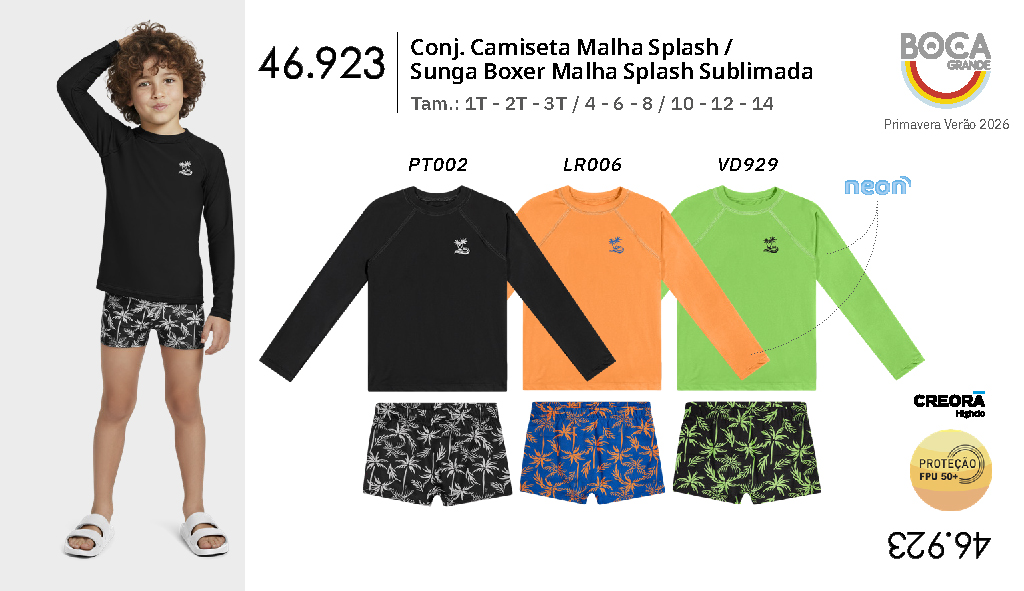 46.923
Conj. Camiseta Malha Splash /
Sunga Boxer Malha Splash Sublimada
Tam.: 1T - 2T - 3T / 4 - 6 - 8 / 10 - 12 - 14
BOCA
GRANDE
Primavera Verão 2026
PT002
LR006
VD929
neon
CREORA
Highclo
PROTEÇÃO
FPU 50+
46.923